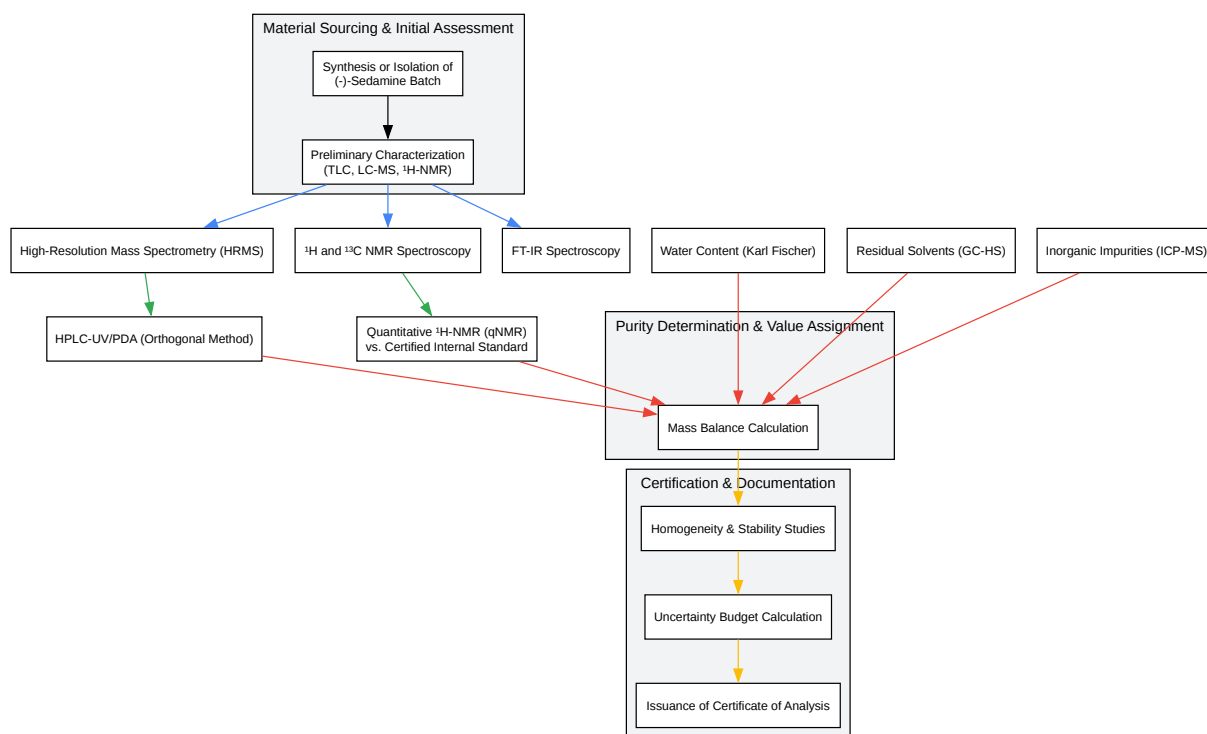 Material Sourcing & Initial Assessment
Synthesis or Isolation of
(-)-Sedamine Batch
Preliminary Characterization
(TLC, LC-MS, ¹H-NMR)
High-Resolution Mass Spectrometry (HRMS)
¹H and ¹³C NMR Spectroscopy
FT-IR Spectroscopy
Water Content (Karl Fischer)
Residual Solvents (GC-HS)
Inorganic Impurities (ICP-MS)
HPLC-UV/PDA (Orthogonal Method)
Quantitative ¹H-NMR (qNMR)
vs. Certified Internal Standard
Purity Determination & Value Assignment
Mass Balance Calculation
Certification & Documentation
Homogeneity & Stability Studies
Uncertainty Budget Calculation
Issuance of Certificate of Analysis